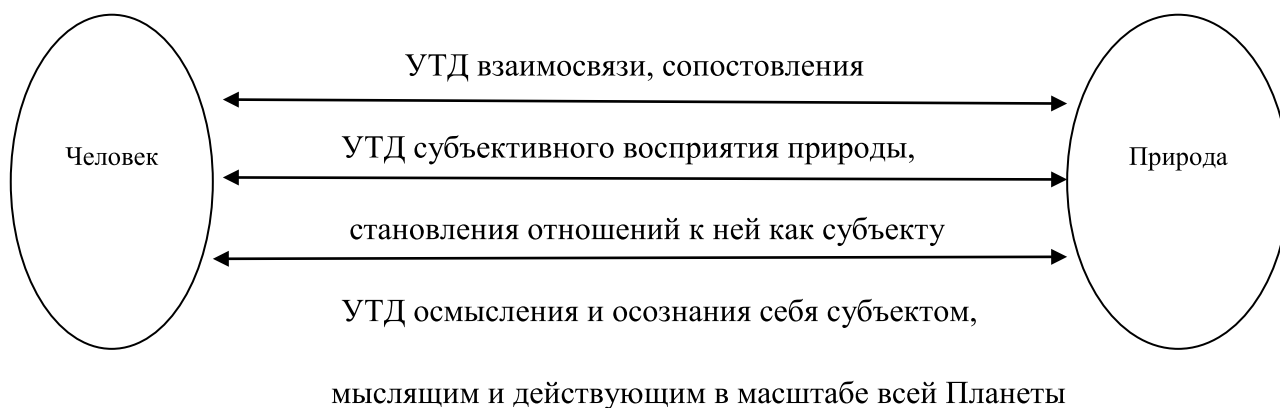 УТД взаимосвязи, сопостовления
Человек
УТД субъективного восприятия природы,
Природа
становления отношений к ней как субъекту
УТД осмысления и осознания себя субъектом,
мыслящим и действующим в масштабе всей Планеты